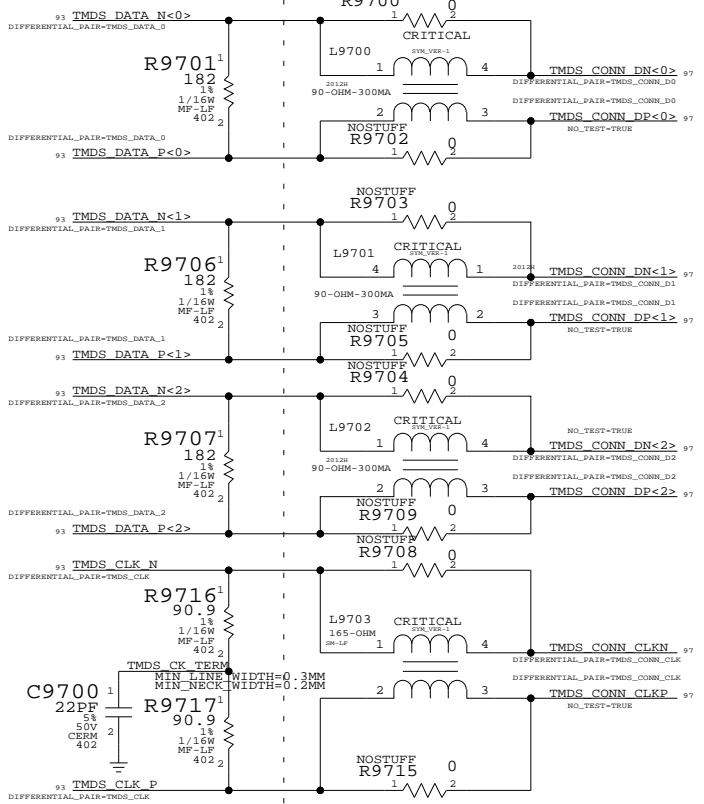 R9700
0
93 TMDS_DATA_N<0>
1 2
DIFFERENTIAL_PAIR=TMDS_DATA_0
CRITICAL
L9700
SYM_VER-1
R9701 1
182
1%
1/16W
MF-LF
402 2
1 4
TMDS_CONN_DN<0> 97
DIFFERENTIAL_PAIR=TMDS_CONN_D0
2012H
90-OHM-300MA
DIFFERENTIAL_PAIR=TMDS_CONN_D0
2 3
TMDS_CONN_DP<0> 97
NO_TEST=TRUE
NOSTUFF
R9702
0
DIFFERENTIAL_PAIR=TMDS_DATA_0
93 TMDS_DATA_P<0>
1 2
NOSTUFF
R9703
0
93 TMDS_DATA_N<1>
1 2
DIFFERENTIAL_PAIR=TMDS_DATA_1
CRITICAL
L9701
SYM_VER-1
R9706 1
182
1%
1/16W
MF-LF
402 2
4 1
2012H
TMDS_CONN_DN<1> 97
DIFFERENTIAL_PAIR=TMDS_CONN_D1
90-OHM-300MA
DIFFERENTIAL_PAIR=TMDS_CONN_D1
3 2
TMDS_CONN_DP<1> 97
NO_TEST=TRUE
NOSTUFF
R9705
0
DIFFERENTIAL_PAIR=TMDS_DATA_1
93 TMDS_DATA_P<1>
1 2
NOSTUFF
R9704
0
93 TMDS_DATA_N<2>
1 2
DIFFERENTIAL_PAIR=TMDS_DATA_2
CRITICAL
L9702
SYM_VER-1
R9707 1
182
1%
1/16W
MF-LF
402 2
NO_TEST=TRUE
1 4
TMDS_CONN_DN<2> 97
DIFFERENTIAL_PAIR=TMDS_CONN_D2
2012H
90-OHM-300MA
DIFFERENTIAL_PAIR=TMDS_CONN_D2
2 3
TMDS_CONN_DP<2> 97
NOSTUFF
R9709
0
DIFFERENTIAL_PAIR=TMDS_DATA_2
93 TMDS_DATA_P<2>
1 2
NOSTUFF
R9708
0
93 TMDS_CLK_N
1 2
DIFFERENTIAL_PAIR=TMDS_CLK
R9716 1
90.9
1%
1/16W
MF-LF
402 2
L9703
CRITICAL
165-OHM
SYM_VER-1
SM-LF
1 4
TMDS_CONN_CLKN 97
DIFFERENTIAL_PAIR=TMDS_CONN_CLK
TMDS_CK_TERM
MIN_LINE_WIDTH=0.3MM
MIN_NECK_WIDTH=0.2MM
DIFFERENTIAL_PAIR=TMDS_CONN_CLK
2 3
TMDS_CONN_CLKP 97
NO_TEST=TRUE
C9700 1
22PF
5%
50V
CERM
402
2
R9717 1
90.9
1%
1/16W
MF-LF
402 2
NOSTUFF
R9715
0
93 TMDS_CLK_P
1 2
DIFFERENTIAL_PAIR=TMDS_CLK